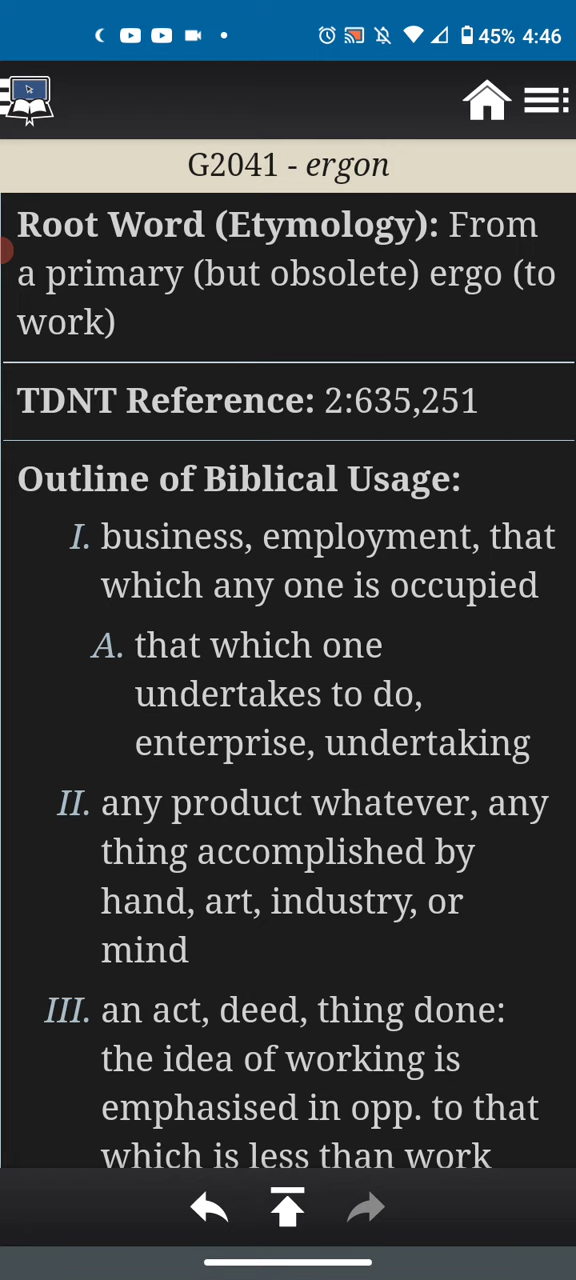 45% 4:46
G2041 - ergon
Root Word (Etymology): From
a primary (but obsolete) ergo (to
work)
TDNT Reference: 2:635,251
Outline of Biblical Usage:
I. business, employment, that
which any one is occupied
A. that which one
undertakes to do,
enterprise, undertaking
II. any product whatever, any
thing accomplished by
hand, art, industry, or
mind
III. an act, deed, thing done:
the idea of working is
emphasised in opp. to that
which is less than work